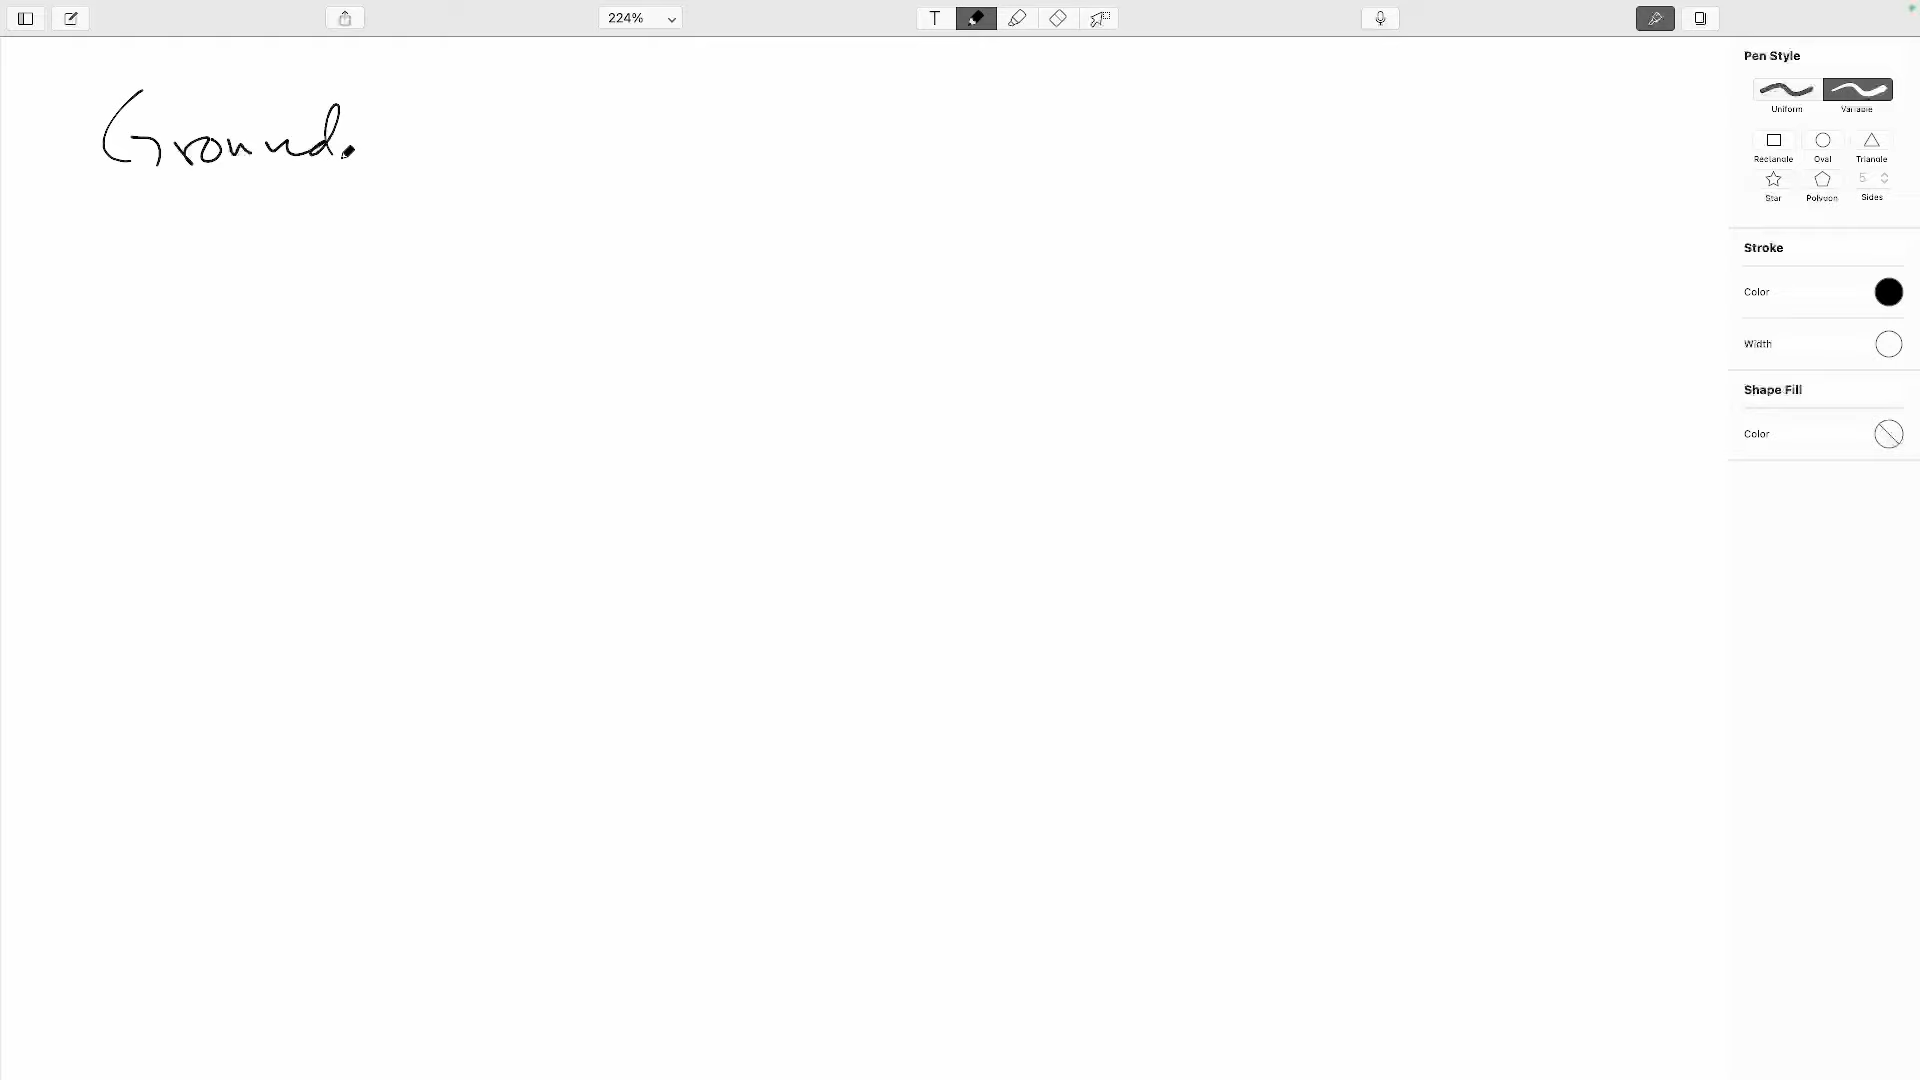 224%
T
Pen Style
Ground
Uniform
Variable
Rectangle
Oval
Triangle
5
Star
Polygon
Sides
Stroke
Color
Width
Shape Fill
Color